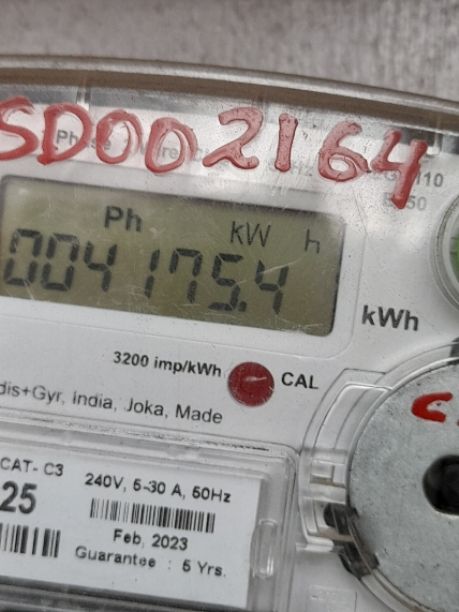 SD002164
Phase
Ph kW h
004175.4
kWh
3200 imp/kWh CAL
dis+Gyr, India, Joka, Made
CAT- C3
25
240V, 5-30 A, 50Hz
Feb, 2023
Guarantee : 5 Yrs.